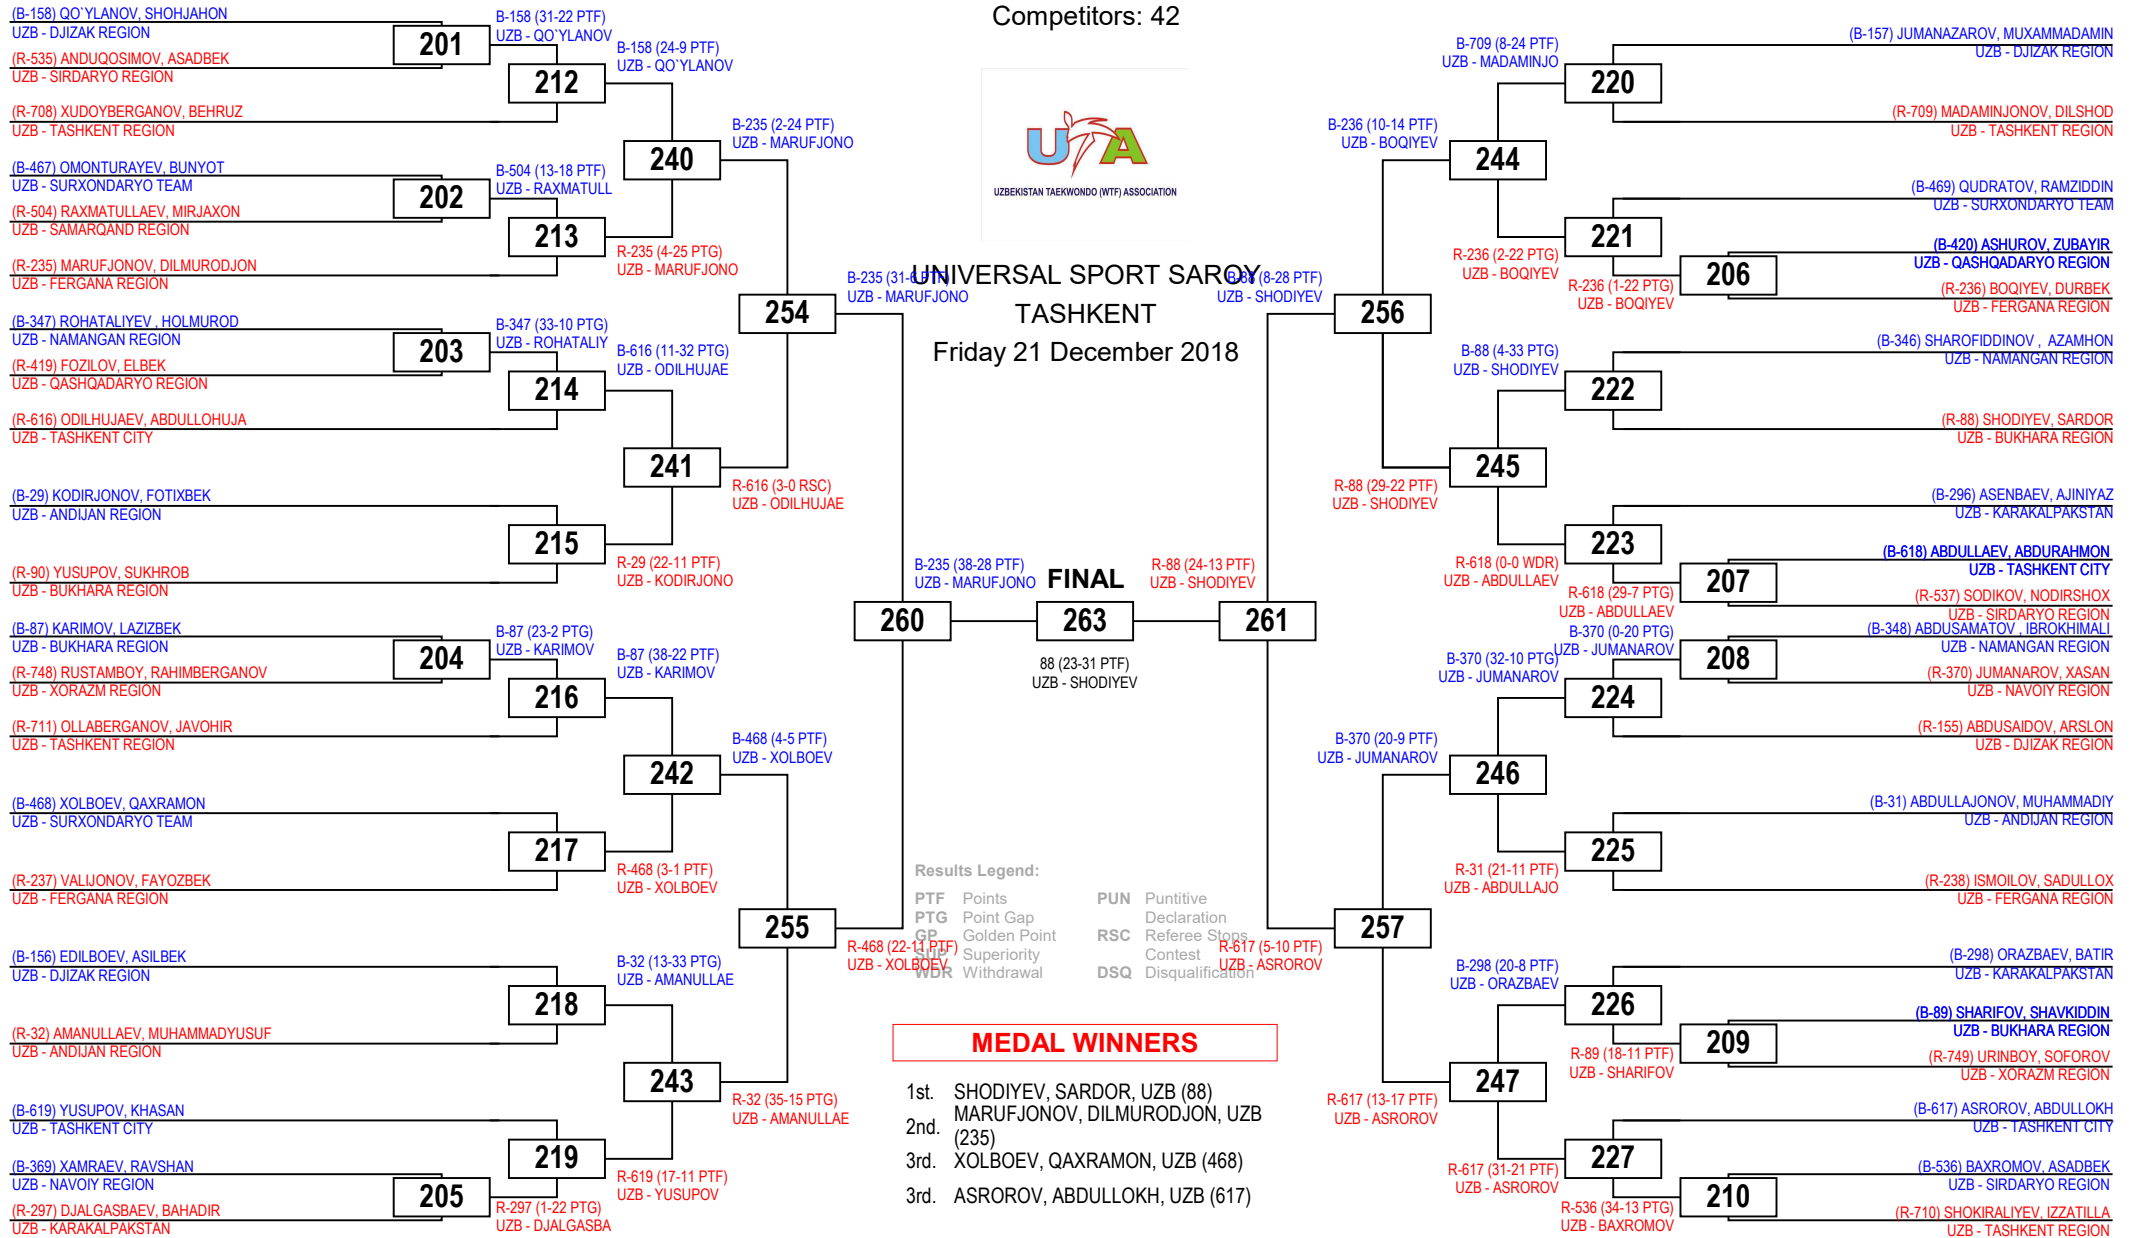 Competitors: 42
UTA
UZBEKISTAN TAEKWONDO (WTF) ASSOCIATION
UNIVERSAL SPORT SAROY
TASHKENT
Friday 21 December 2018
(B-158) QO`YLANOV, SHOHJAHON
UZB - DJIZAK REGION
(R-535) ANDUQOSIMOV, ASADBEK
UZB - SIRDARYO REGION
(R-708) XUDOYBERGANOV, BEHRUZ
UZB - TASHKENT REGION
(B-467) OMONTURAYEV, BUNYOT
UZB - SURXONDARYO TEAM
(R-504) RAXMATULLAEV, MIRJAXON
UZB - SAMARQAND REGION
(R-235) MARUFJONOV, DILMURODJON
UZB - FERGANA REGION
(B-347) ROHATALIYEV , HOLMUROD
UZB - NAMANGAN REGION
(R-419) FOZILOV, ELBEK
UZB - QASHQADARYO REGION
(R-616) ODILHUJAEV, ABDULLOHUJA
UZB - TASHKENT CITY
(B-29) KODIRJONOV, FOTIXBEK
UZB - ANDIJAN REGION
(R-90) YUSUPOV, SUKHROB
UZB - BUKHARA REGION
(B-87) KARIMOV, LAZIZBEK
UZB - BUKHARA REGION
(R-748) RUSTAMBOY, RAHIMBERGANOV
UZB - XORAZM REGION
(R-711) OLLABERGANOV, JAVOHIR
UZB - TASHKENT REGION
(B-468) XOLBOEV, QAXRAMON
UZB - SURXONDARYO TEAM
(R-237) VALIJONOV, FAYOZBEK
UZB - FERGANA REGION
(B-156) EDILBOEV, ASILBEK
UZB - DJIZAK REGION
(R-32) AMANULLAEV, MUHAMMADYUSUF
UZB - ANDIJAN REGION
(B-619) YUSUPOV, KHASAN
UZB - TASHKENT CITY
(B-369) XAMRAEV, RAVSHAN
UZB - NAVOIY REGION
(R-297) DJALGASBAEV, BAHADIR
UZB - KARAKALPAKSTAN
201
202
203
204
205
B-158 (31-22 PTF)
UZB - QO`YLANOV
B-504 (13-18 PTF)
UZB - RAXMATULL
B-347 (33-10 PTG)
UZB - ROHATALIY
B-87 (23-2 PTG)
UZB - KARIMOV
R-297 (1-22 PTG)
UZB - DJALGASBA
212
213
214
215
216
217
218
219
B-158 (24-9 PTF)
UZB - QO`YLANOV
R-235 (4-25 PTG)
UZB - MARUFJONO
B-616 (11-32 PTG)
UZB - ODILHUJAE
R-29 (22-11 PTF)
UZB - KODIRJONO
B-87 (38-22 PTF)
UZB - KARIMOV
R-468 (3-1 PTF)
UZB - XOLBOEV
B-32 (13-33 PTG)
UZB - AMANULLAE
R-619 (17-11 PTF)
UZB - YUSUPOV
240
241
242
243
B-235 (2-24 PTF)
UZB - MARUFJONO
R-616 (3-0 RSC)
UZB - ODILHUJAE
B-468 (4-5 PTF)
UZB - XOLBOEV
R-32 (35-15 PTG)
UZB - AMANULLAE
254
255
B-235 (31-6 PTF)
UZB - MARUFJONO
R-468 (22-11 PTF)
UZB - XOLBOEV
260
B-235 (38-28 PTF)
UZB - MARUFJONO
FINAL
263
88 (23-31 PTF)
UZB - SHODIYEV
R-88 (24-13 PTF)
UZB - SHODIYEV
261
B-88 (8-28 PTF)
UZB - SHODIYEV
R-617 (5-10 PTF)
UZB - ASROROV
256
257
B-236 (10-14 PTF)
UZB - BOQIYEV
R-88 (29-22 PTF)
UZB - SHODIYEV
B-370 (20-9 PTF)
UZB - JUMANAROV
R-617 (13-17 PTF)
UZB - ASROROV
244
245
246
247
B-709 (8-24 PTF)
UZB - MADAMINJO
R-236 (2-22 PTG)
UZB - BOQIYEV
B-88 (4-33 PTG)
UZB - SHODIYEV
R-618 (0-0 WDR)
UZB - ABDULLAEV
B-370 (32-10 PTG)
UZB - JUMANAROV
R-31 (21-11 PTF)
UZB - ABDULLAJO
B-298 (20-8 PTF)
UZB - ORAZBAEV
R-617 (31-21 PTF)
UZB - ASROROV
220
221
222
223
224
225
226
227
R-236 (1-22 PTG)
UZB - BOQIYEV
R-618 (29-7 PTG)
UZB - ABDULLAEV
B-370 (0-20 PTG)
UZB - JUMANAROV
R-89 (18-11 PTF)
UZB - SHARIFOV
R-536 (34-13 PTG)
UZB - BAXROMOV
206
207
208
209
210
(B-157) JUMANAZAROV, MUXAMMADAMIN
UZB - DJIZAK REGION
(R-709) MADAMINJONOV, DILSHOD
UZB - TASHKENT REGION
(B-469) QUDRATOV, RAMZIDDIN
UZB - SURXONDARYO TEAM
(B-420) ASHUROV, ZUBAYIR
UZB - QASHQADARYO REGION
(R-236) BOQIYEV, DURBEK
UZB - FERGANA REGION
(B-346) SHAROFIDDINOV , AZAMHON
UZB - NAMANGAN REGION
(R-88) SHODIYEV, SARDOR
UZB - BUKHARA REGION
(B-296) ASENBAEV, AJINIYAZ
UZB - KARAKALPAKSTAN
(B-618) ABDULLAEV, ABDURAHMON
UZB - TASHKENT CITY
(R-537) SODIKOV, NODIRSHOX
UZB - SIRDARYO REGION
(B-348) ABDUSAMATOV , IBROKHIMALI
UZB - NAMANGAN REGION
(R-370) JUMANAROV, XASAN
UZB - NAVOIY REGION
(R-155) ABDUSAIDOV, ARSLON
UZB - DJIZAK REGION
(B-31) ABDULLAJONOV, MUHAMMADIY
UZB - ANDIJAN REGION
(R-238) ISMOILOV, SADULLOX
UZB - FERGANA REGION
(B-298) ORAZBAEV, BATIR
UZB - KARAKALPAKSTAN
(B-89) SHARIFOV, SHAVKIDDIN
UZB - BUKHARA REGION
(R-749) URINBOY, SOFOROV
UZB - XORAZM REGION
(B-617) ASROROV, ABDULLOKH
UZB - TASHKENT CITY
(B-536) BAXROMOV, ASADBEK
UZB - SIRDARYO REGION
(R-710) SHOKIRALIYEV, IZZATILLA
UZB - TASHKENT REGION
Results Legend:
PTF Points
PTG Point Gap
GP Golden Point
SUP Superiority
WDR Withdrawal
PUN Puntitive
Declaration
RSC Referee Stops
Contest
DSQ Disqualification
MEDAL WINNERS
1st. SHODIYEV, SARDOR, UZB (88)
2nd. MARUFJONOV, DILMURODJON, UZB
(235)
3rd. XOLBOEV, QAXRAMON, UZB (468)
3rd. ASROROV, ABDULLOKH, UZB (617)